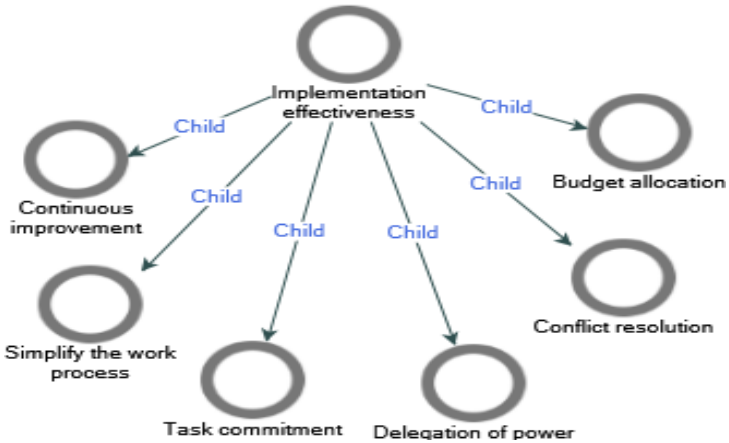 Implementation
effectiveness
Child
Child
Child
Child
Child
Child
Budget allocation
Continuous
improvement
Conflict resolution
Simplify the work
process
Task commitment
Delegation of power